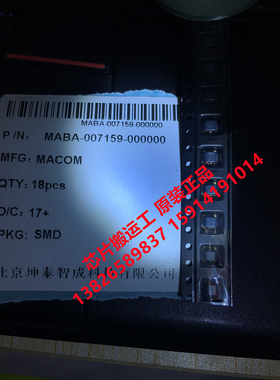 MABA-007159-000000
P/N: MABA-007159-000000
MFG: MACOM
QTY: 18pcs
D/C: 17+
PKG: SMD
北京坤泰智成科技有限公司
芯片搬运工 原装正品
13826589837 15914191014